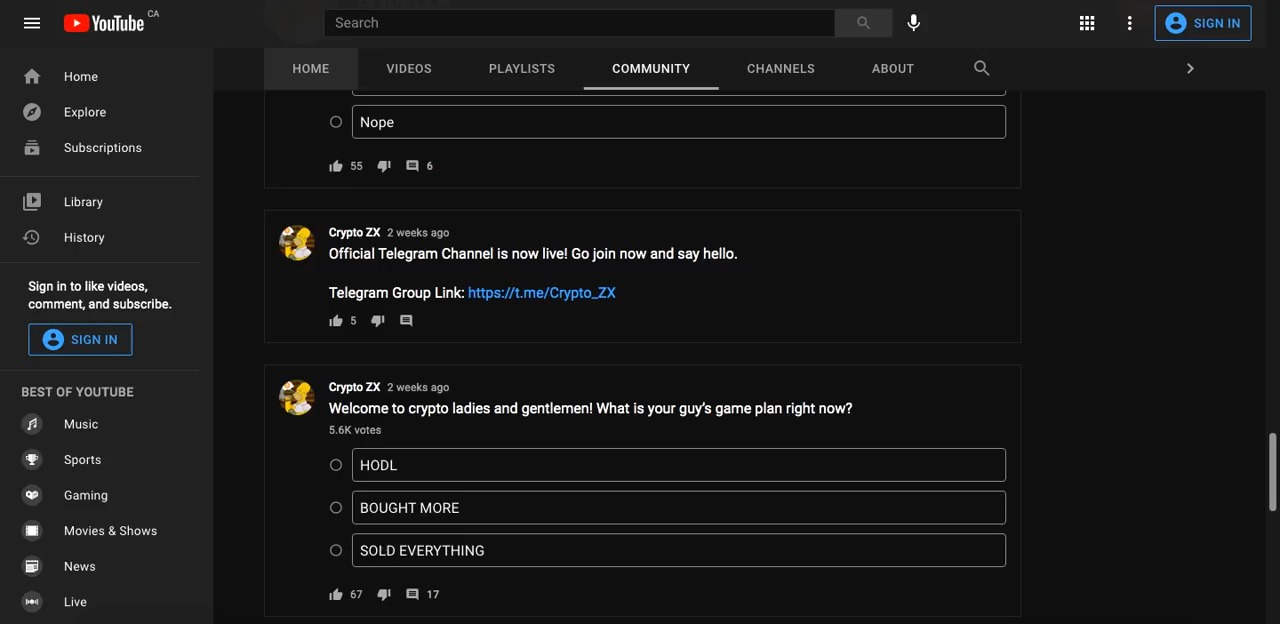 YouTube CA
Search
SIGN IN
HOME
VIDEOS
PLAYLISTS
COMMUNITY
CHANNELS
ABOUT
Home
Explore
Subscriptions
Library
History
Sign in to like videos,
comment, and subscribe.
SIGN IN
BEST OF YOUTUBE
Music
Sports
Gaming
Movies & Shows
News
Live
Nope
55 6
Crypto ZX 2 weeks ago
Official Telegram Channel is now live! Go join now and say hello.
Telegram Group Link: https://t.me/Crypto_ZX
5
Crypto ZX 2 weeks ago
Welcome to crypto ladies and gentlemen! What is your guy's game plan right now?
5.6K votes
HODL
BOUGHT MORE
SOLD EVERYTHING
67 17